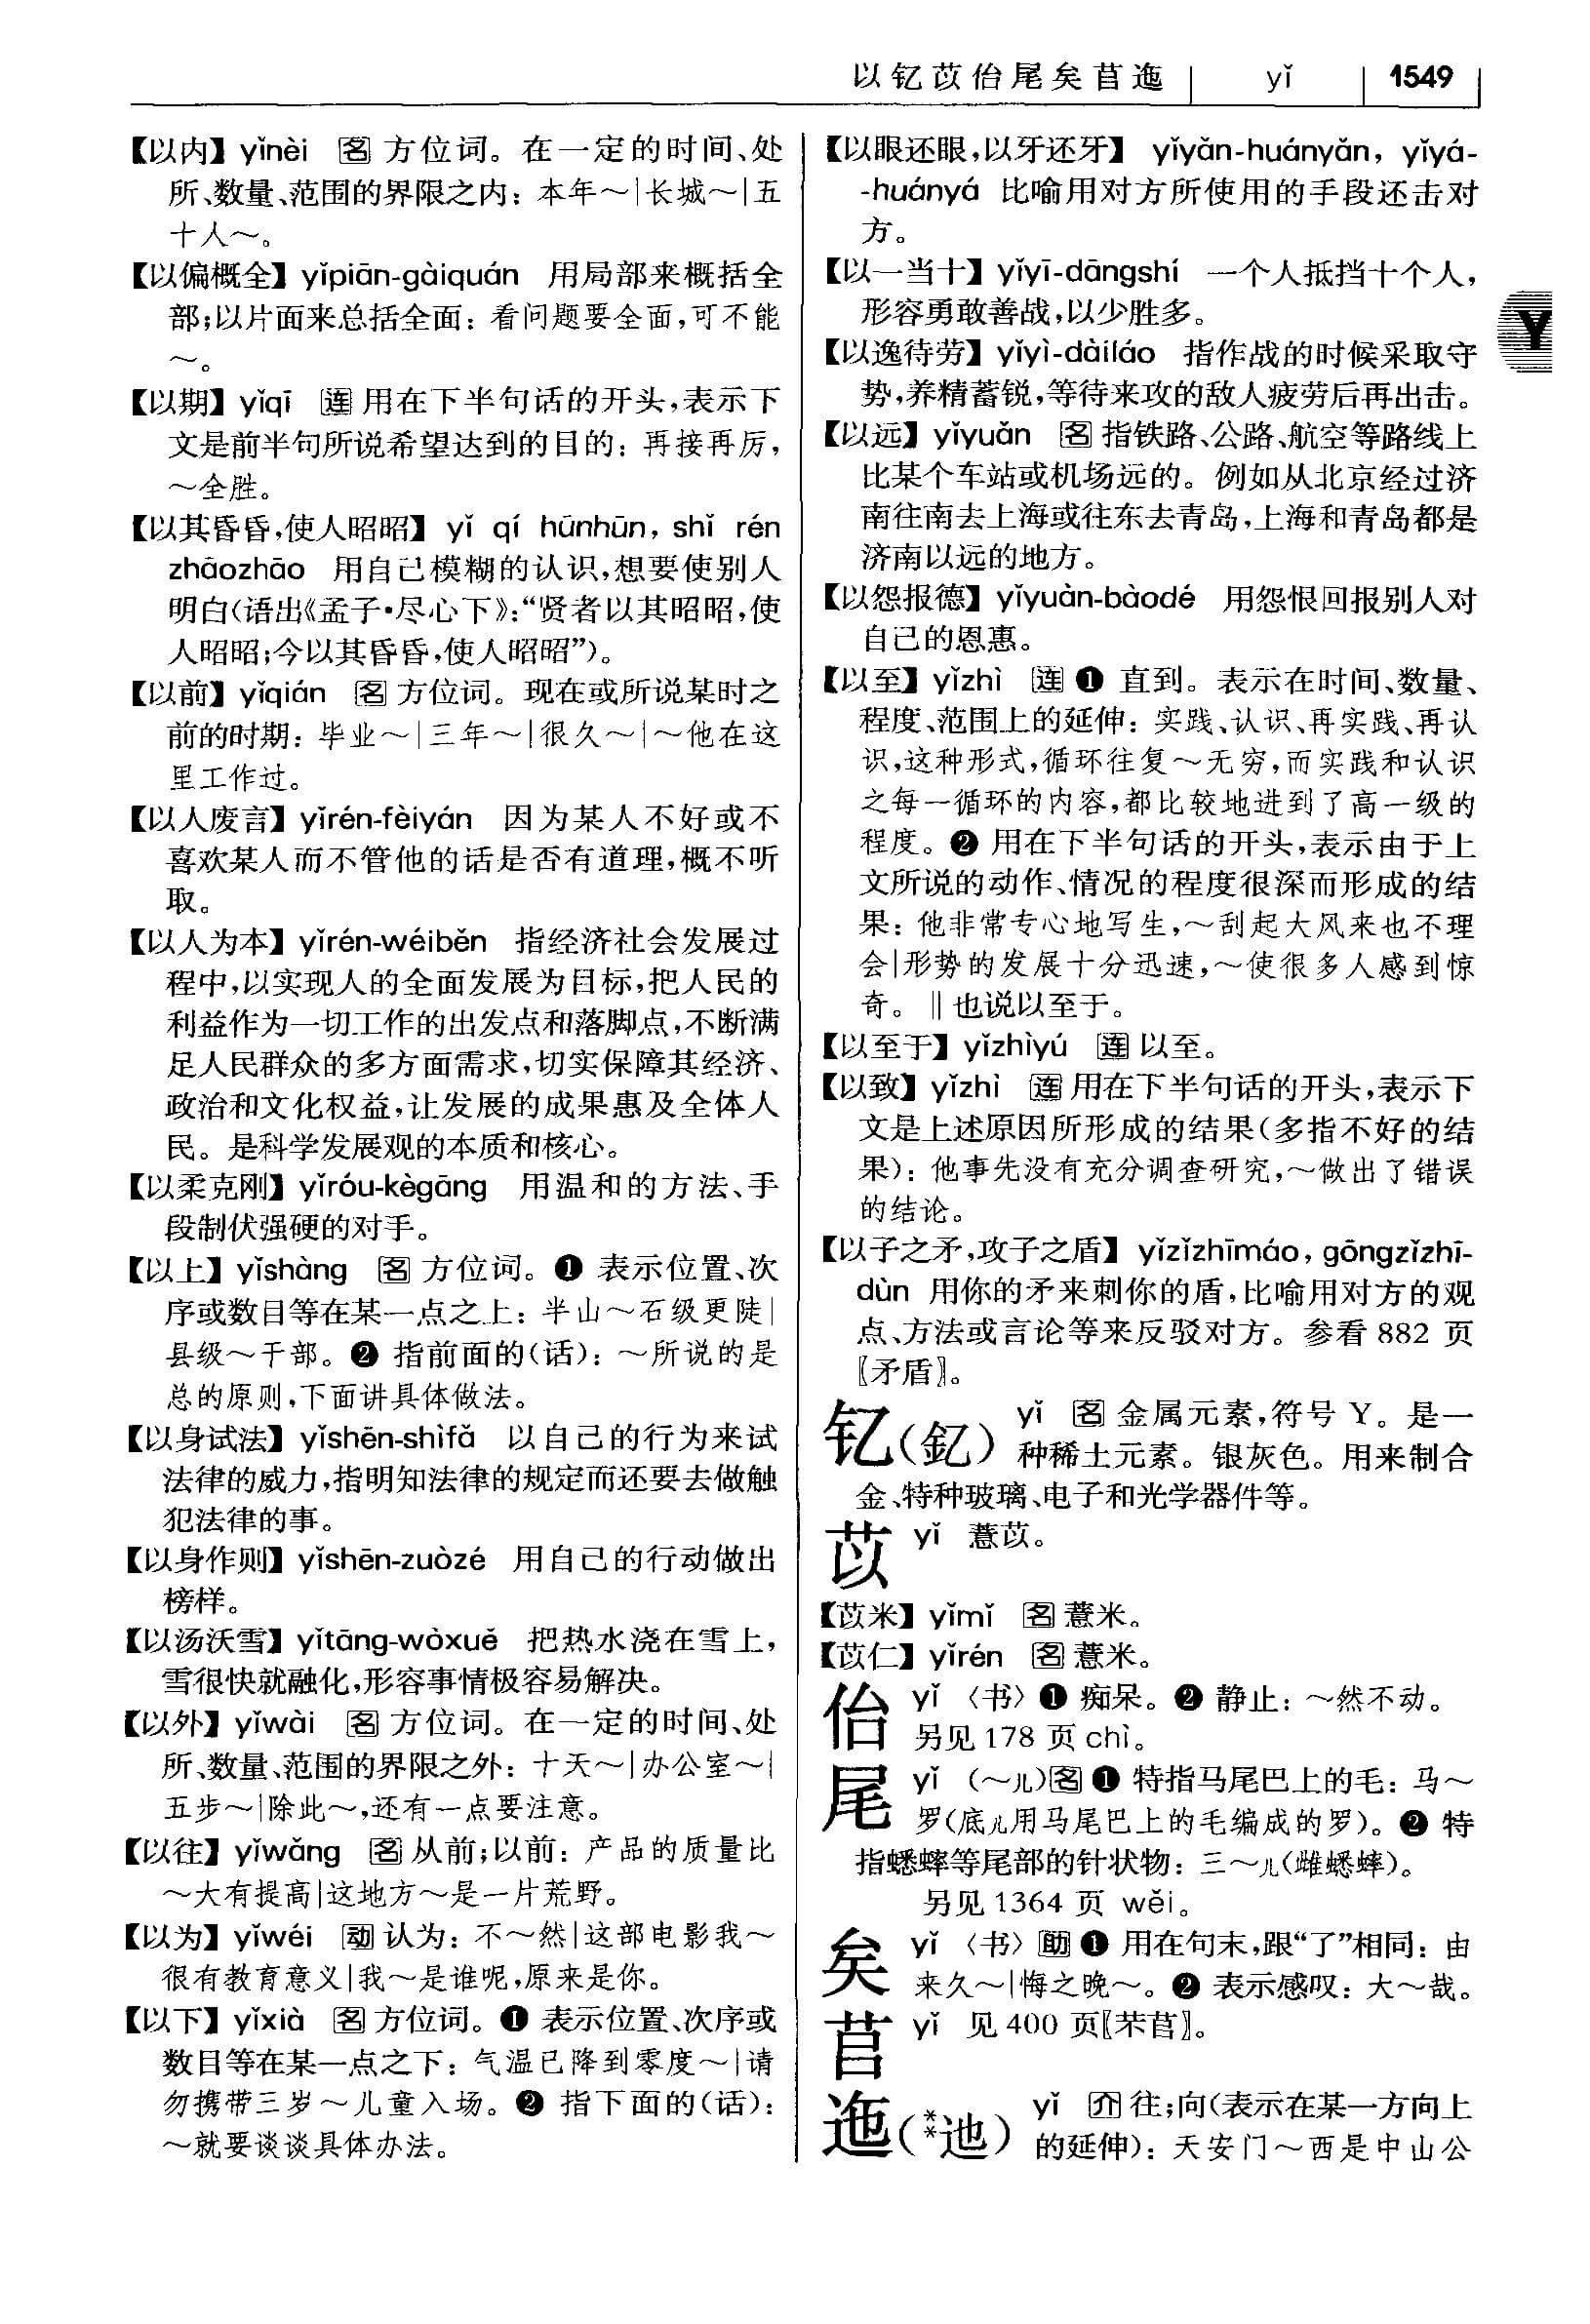 以钇苡佁尾矣苢迤 yǐ 1549
【以内】yǐnèi 名 方位词。在一定的时间、处
所、数量、范围的界限之内：本年～|长城～|五
十人～。
【以偏概全】yǐpiān-gàiquán 用局部来概括全
部；以片面来总括全面：看问题要全面，可不能
～。
【以期】yǐqī 连 用在下半句话的开头，表示下
文是前半句所说希望达到的目的：再接再厉，
～全胜。
【以其昏昏，使人昭昭】yǐ qí hūnhūn, shǐ rén
zhāozhāo 用自己模糊的认识，想要使别人
明白(语出《孟子·尽心下》：“贤者以其昭昭，使
人昭昭；今以其昏昏，使人昭昭”)。
【以前】yǐqián 名 方位词。现在或所说某时之
前的时期：毕业～|三年～|很久～|～他在这
里工作过。
【以人废言】yǐrén-fèiyán 因为某人不好或不
喜欢某人而不管他的话是否有道理，概不听
取。
【以人为本】yǐrén-wéiběn 指经济社会发展过
程中，以实现人的全面发展为目标，把人民的
利益作为一切工作的出发点和落脚点，不断满
足人民群众的多方面需求，切实保障其经济、
政治和文化权益，让发展的成果惠及全体人
民。是科学发展观的本质和核心。
【以柔克刚】yǐróu-kègāng 用温和的方法、手
段制伏强硬的对手。
【以上】yǐshàng 名 方位词。❶ 表示位置、次
序或数目等在某一点之上：半山～石级更陡|
县级～干部。❷ 指前面的(话)：～所说的是
总的原则，下面讲具体做法。
【以身试法】yǐshēn-shìfǎ 以自己的行为来试
法律的威力，指明知法律的规定而还要去做触
犯法律的事。
【以身作则】yǐshēn-zuòzé 用自己的行动做出
榜样。
【以汤沃雪】yǐtāng-wòxuě 把热水浇在雪上，
雪很快就融化，形容事情极容易解决。
【以外】yǐwài 名 方位词。在一定的时间、处
所、数量、范围的界限之外：十天～|办公室～|
五步～|除此～，还有一点要注意。
【以往】yǐwǎng 名 从前；以前：产品的质量比
～大有提高|这地方～是一片荒野。
【以为】yǐwéi 动 认为：不～然|这部电影我～
很有教育意义|我～是谁呢，原来是你。
【以下】yǐxià 名 方位词。❶ 表示位置、次序或
数目等在某一点之下：气温已降到零度～|请
勿携带三岁～儿童入场。❷ 指下面的(话)：
～就要谈谈具体办法。
【以眼还眼，以牙还牙】yǐyǎn-huányǎn, yǐyá-
-huányá 比喻用对方所使用的手段还击对
方。
【以一当十】yǐyī-dāngshí 一个人抵挡十个人，
形容勇敢善战，以少胜多。
【以逸待劳】yǐyì-dàiláo 指作战的时候采取守
势，养精蓄锐，等待来攻的敌人疲劳后再出击。
【以远】yǐyuǎn 名 指铁路、公路、航空等路线上
比某个车站或机场远的。例如从北京经过济
南往南去上海或往东去青岛，上海和青岛都是
济南以远的地方。
【以怨报德】yǐyuàn-bàodé 用怨恨回报别人对
自己的恩惠。
【以至】yǐzhì 连 ❶ 直到。表示在时间、数量、
程度、范围上的延伸：实践、认识、再实践、再认
识，这种形式，循环往复～无穷，而实践和认识
之每一循环的内容，都比较地进到了高一级的
程度。❷ 用在下半句话的开头，表示由于上
文所说的动作、情况的程度很深而形成的结
果：他非常专心地写生，～刮起大风来也不理
会|形势的发展十分迅速，～使很多人感到惊
奇。‖也说以至于。
【以至于】yǐzhìyú 连 以至。
【以致】yǐzhì 连 用在下半句话的开头，表示下
文是上述原因所形成的结果(多指不好的结
果)：他事先没有充分调查研究，～做出了错误
的结论。
【以子之矛，攻子之盾】yǐzǐzhīmáo, gōngzǐzhī-
dùn 用你的矛来刺你的盾，比喻用对方的观
点、方法或言论等来反驳对方。参看 882 页
〖矛盾〗。
钇(釔) yǐ 名 金属元素，符号 Y。是一
种稀土元素。银灰色。用来制合
金、特种玻璃、电子和光学器件等。
苡 yǐ 薏苡。
【苡米】yǐmǐ 名 薏米。
【苡仁】yǐrén 名 薏米。
佁 yǐ 〈书〉❶ 痴呆。❷ 静止：～然不动。
另见 178 页 chì。
尾 yǐ (～儿)名 ❶ 特指马尾巴上的毛：马～
罗(底儿用马尾巴上的毛编成的罗)。❷ 特
指蟋蟀等尾部的针状物：三～儿(雌蟋蟀)。
另见 1364 页 wěi。
矣 yǐ 〈书〉助 ❶ 用在句末，跟“了”相同：由
来久～|悔之晚～。❷ 表示感叹：大～哉。
苢 yǐ 见 400 页〖芣苢〗。
迤(**迆) yǐ 介 往；向(表示在某一方向上
的延伸)：天安门～西是中山公
Y